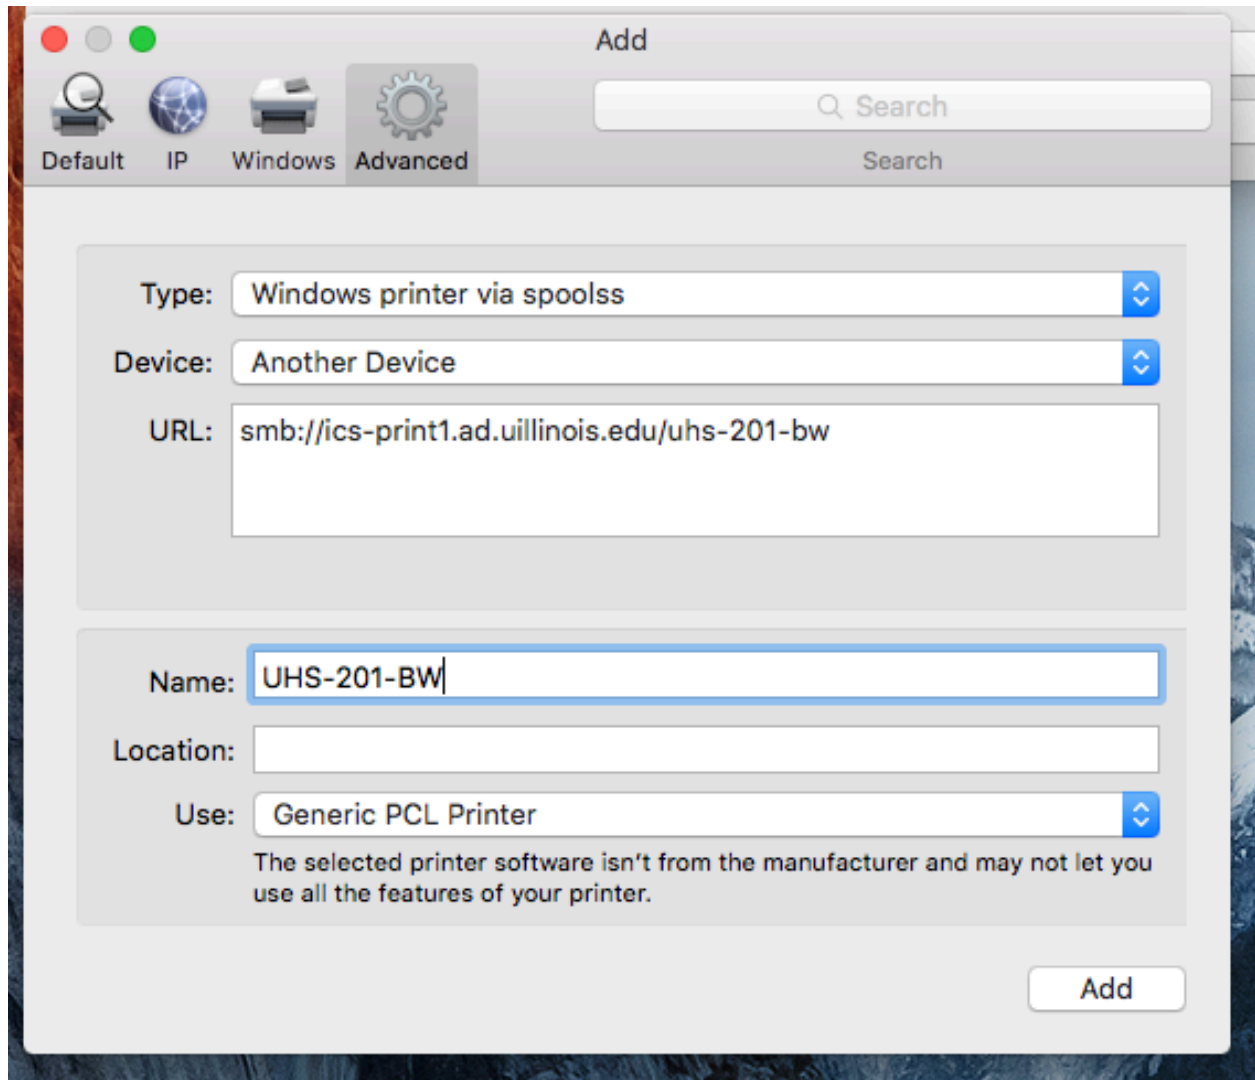 Add
Default IP Windows Advanced
Search
Search
Type: Windows printer via spoolss
Device: Another Device
URL: smb://ics-print1.ad.uillinois.edu/uhs-201-bw
Name: UHS-201-BW
Location:
Use: Generic PCL Printer
The selected printer software isn't from the manufacturer and may not let you
use all the features of your printer.
Add